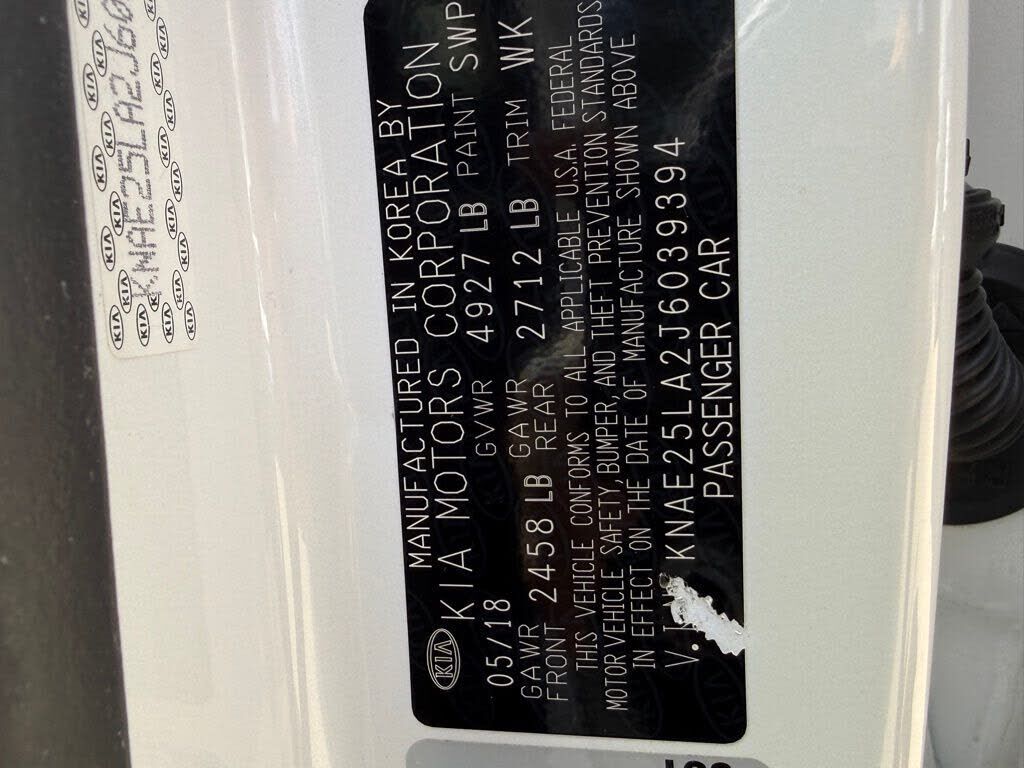 MANUFACTURED IN KOREA BY
KIA KIA MOTORS CORPORATION
05/18 GVWR 4927 LB PAINT SWP
GAWR FRONT 2458 LB GAWR REAR 2712 LB TRIM WK
THIS VEHICLE CONFORMS TO ALL APPLICABLE U.S.A. FEDERAL
MOTOR VEHICLE SAFETY, BUMPER, AND THEFT PREVENTION STANDARDS
IN EFFECT ON THE DATE OF MANUFACTURE SHOWN ABOVE
V. KNAE25LA2J6039394
PASSENGER CAR
KNAE25LA2J60